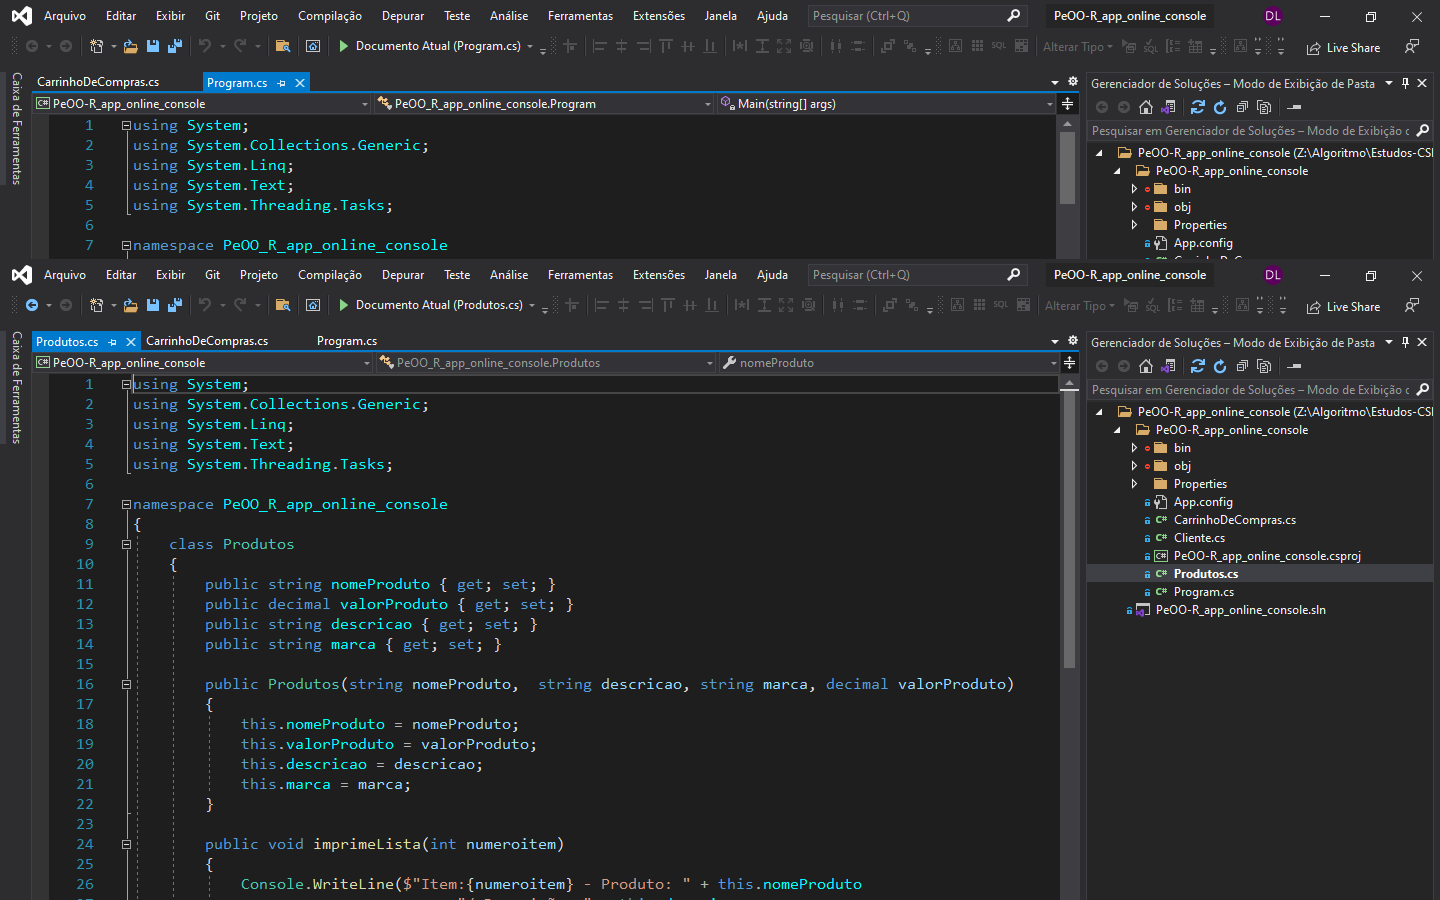 Arquivo Editar Exibir Git Projeto Compilação Depurar Teste Análise Ferramentas Extensões Janela Ajuda Pesquisar (Ctrl+Q) PeOO-R_app_online_console DL
Documento Atual (Program.cs) SQL Alterar Tipo SQL Live Share
Caixa de Ferramentas
CarrinhoDeCompras.cs Program.cs
PeOO-R_app_online_console PeOO_R_app_online_console.Program Main(string[] args)
1 using System;
2 using System.Collections.Generic;
3 using System.Linq;
4 using System.Text;
5 using System.Threading.Tasks;
6
7 namespace PeOO_R_app_online_console
Gerenciador de Soluções – Modo de Exibição de Pasta
Pesquisar em Gerenciador de Soluções – Modo de Exibição
PeOO-R_app_online_console (Z:\Algoritmo\Estudos-CS
PeOO-R_app_online_console
bin
obj
Properties
App.config
Arquivo Editar Exibir Git Projeto Compilação Depurar Teste Análise Ferramentas Extensões Janela Ajuda Pesquisar (Ctrl+Q) PeOO-R_app_online_console DL
Documento Atual (Produtos.cs) SQL Alterar Tipo SQL Live Share
Caixa de Ferramentas
Produtos.cs CarrinhoDeCompras.cs Program.cs
PeOO-R_app_online_console PeOO_R_app_online_console.Produtos nomeProduto
1 using System;
2 using System.Collections.Generic;
3 using System.Linq;
4 using System.Text;
5 using System.Threading.Tasks;
6
7 namespace PeOO_R_app_online_console
8 {
9 class Produtos
10 {
11 public string nomeProduto { get; set; }
12 public decimal valorProduto { get; set; }
13 public string descricao { get; set; }
14 public string marca { get; set; }
15
16 public Produtos(string nomeProduto,  string descricao, string marca, decimal valorProduto)
17 {
18 this.nomeProduto = nomeProduto;
19 this.valorProduto = valorProduto;
20 this.descricao = descricao;
21 this.marca = marca;
22 }
23
24 public void imprimeLista(int numeroitem)
25 {
26 Console.WriteLine($"Item:{numeroitem} - Produto: " + this.nomeProduto
Gerenciador de Soluções – Modo de Exibição de Pasta
Pesquisar em Gerenciador de Soluções – Modo de Exibição
PeOO-R_app_online_console (Z:\Algoritmo\Estudos-CS
PeOO-R_app_online_console
bin
obj
Properties
App.config
C# CarrinhoDeCompras.cs
C# Cliente.cs
C# PeOO-R_app_online_console.csproj
C# Produtos.cs
C# Program.cs
PeOO-R_app_online_console.sln